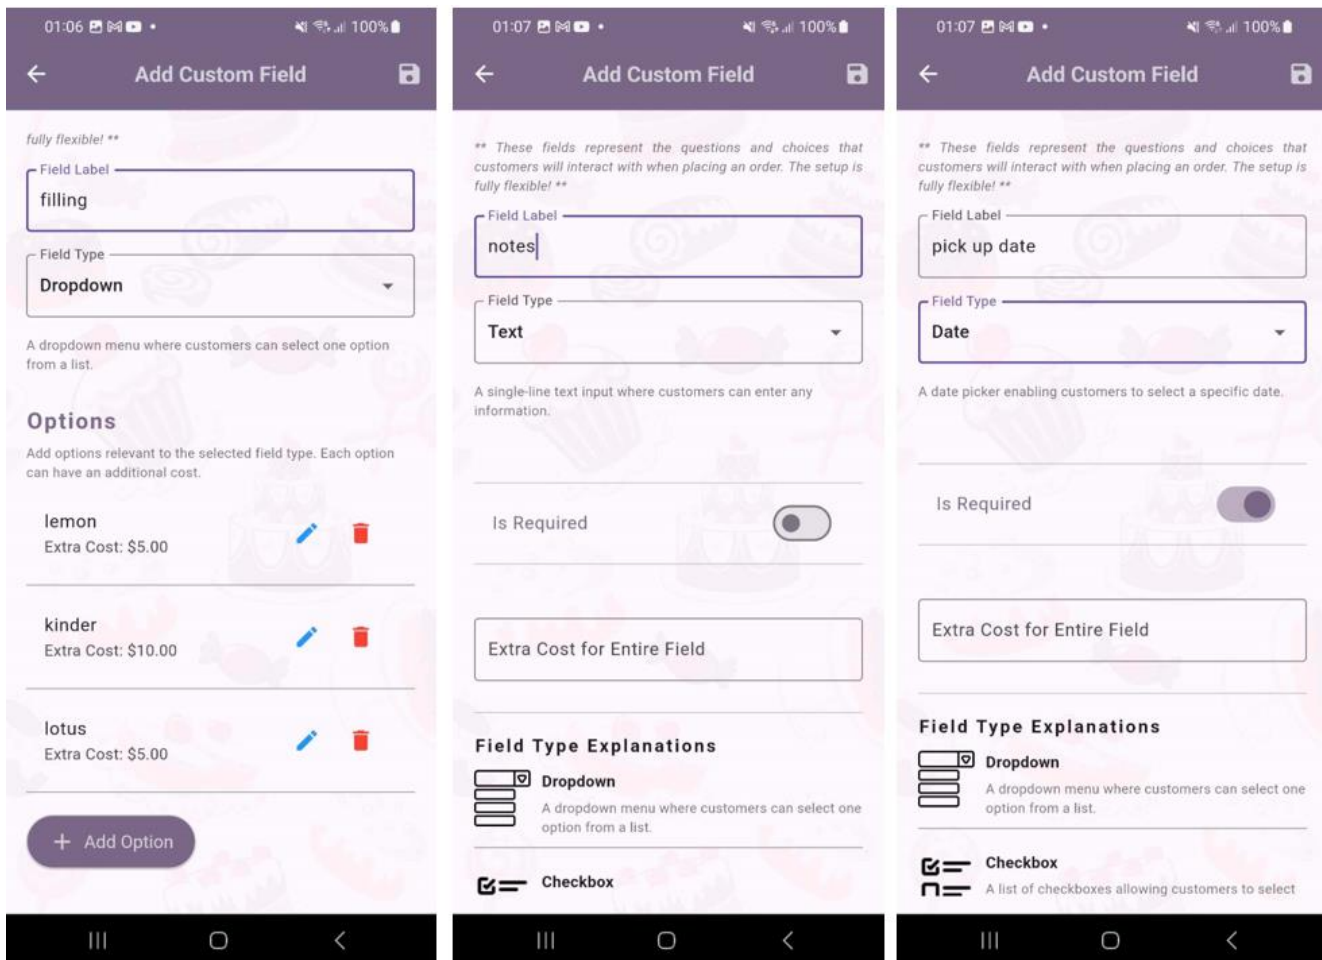 01:06
100%
Add Custom Field
fully flexible! **
Field Label
filling
Field Type
Dropdown
A dropdown menu where customers can select one option
from a list.
Options
Add options relevant to the selected field type. Each option
can have an additional cost.
lemon
Extra Cost: $5.00
kinder
Extra Cost: $10.00
lotus
Extra Cost: $5.00
+ Add Option
01:07
100%
Add Custom Field
** These fields represent the questions and choices that
customers will interact with when placing an order. The setup is
fully flexible! **
Field Label
notes
Field Type
Text
A single-line text input where customers can enter any
information.
Is Required
Extra Cost for Entire Field
Field Type Explanations
Dropdown
A dropdown menu where customers can select one
option from a list.
Checkbox
01:07
100%
Add Custom Field
** These fields represent the questions and choices that
customers will interact with when placing an order. The setup is
fully flexible! **
Field Label
pick up date
Field Type
Date
A date picker enabling customers to select a specific date.
Is Required
Extra Cost for Entire Field
Field Type Explanations
Dropdown
A dropdown menu where customers can select one
option from a list.
Checkbox
A list of checkboxes allowing customers to select